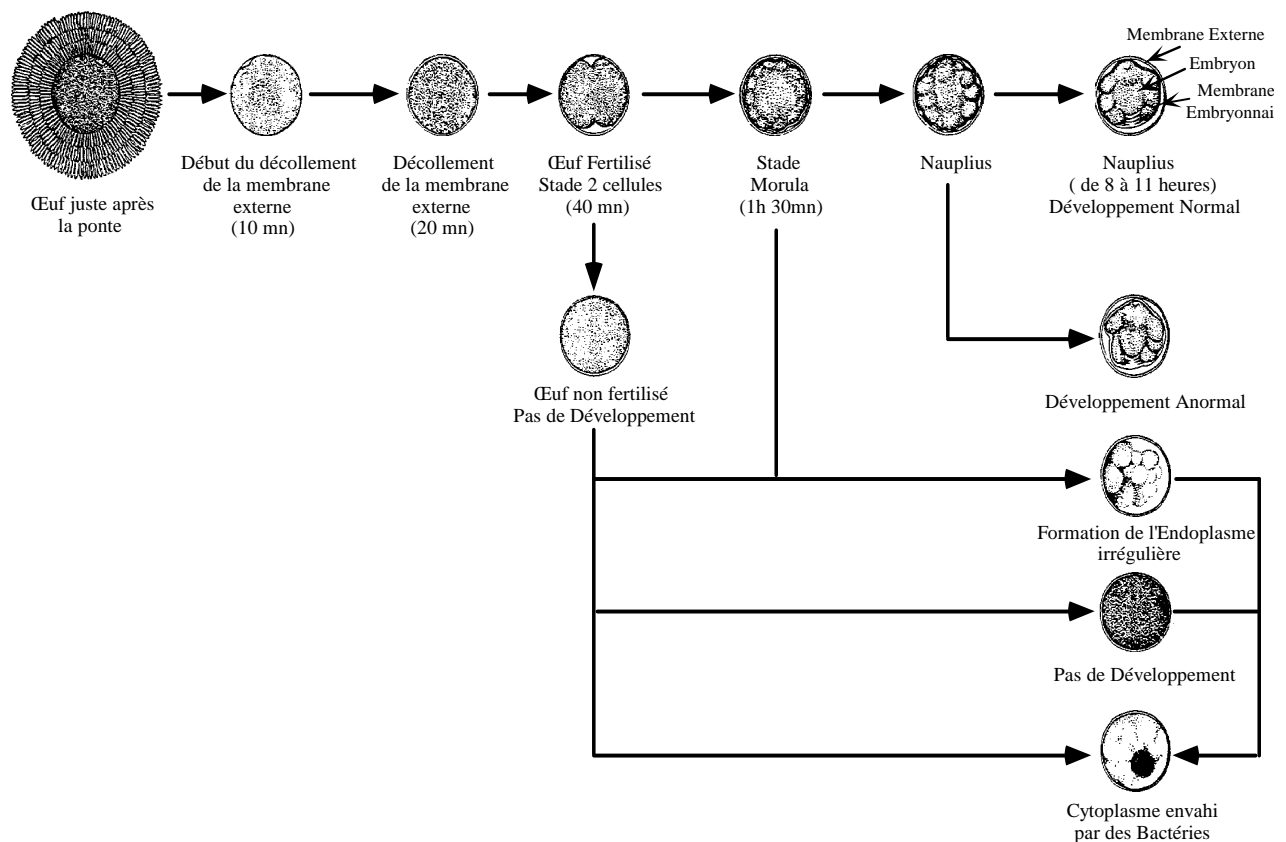 Membrane Externe
Embryon
Membrane
Embryonnai
Œuf juste après
la ponte
Début du décollement
de la membrane
externe
(10 mn)
Décollement
de la membrane
externe
(20 mn)
Œuf Fertilisé
Stade 2 cellules
(40 mn)
Stade
Morula
(1h 30mn)
Nauplius
Nauplius
( de 8 à 11 heures)
Développement Normal
Œuf non fertilisé
Pas de Développement
Développement Anormal
Formation de l'Endoplasme
irrégulière
Pas de Développement
Cytoplasme envahi
par des Bactéries